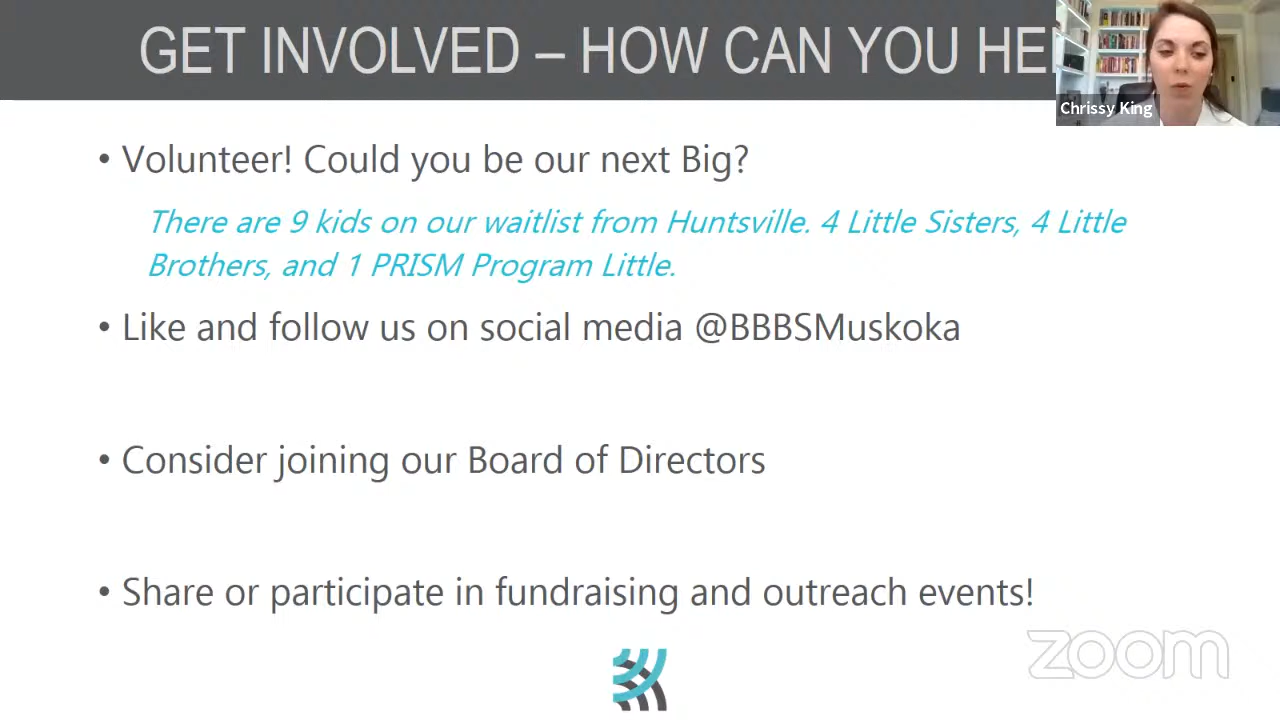 GET INVOLVED – HOW CAN YOU HE
Chrissy King
• Volunteer! Could you be our next Big?
There are 9 kids on our waitlist from Huntsville. 4 Little Sisters, 4 Little
Brothers, and 1 PRISM Program Little.
• Like and follow us on social media @BBBSMuskoka
• Consider joining our Board of Directors
• Share or participate in fundraising and outreach events!
zoom